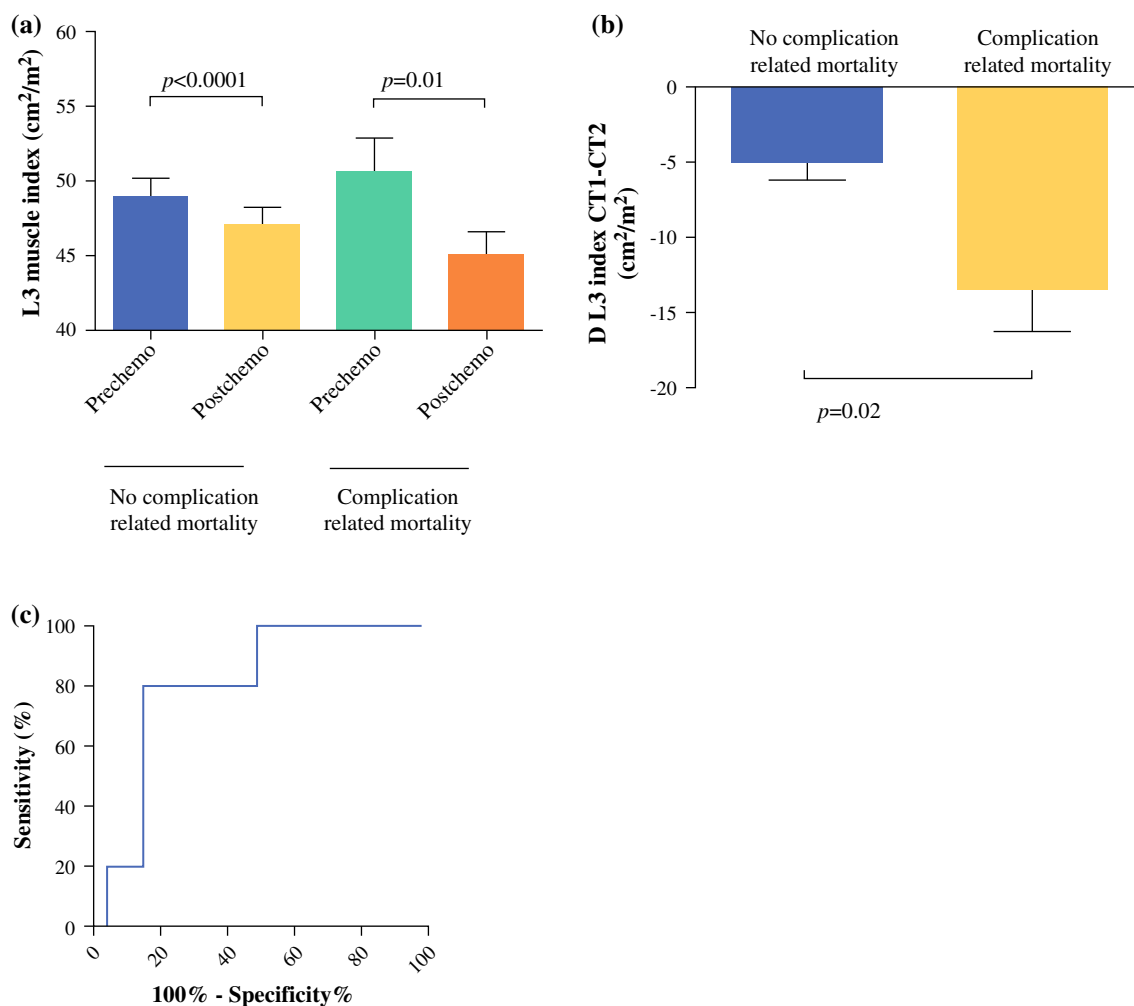 (a)
L3 muscle index (cm²/m²)
60
55
50
45
40
p<0.0001
p=0.01
Prechemo
Postchemo
Prechemo
Postchemo
No complication
related mortality
Complication
related mortality
(b)
No complication
related mortality
Complication
related mortality
D L3 index CT1-CT2
(cm²/m²)
0
-5
-10
-15
-20
p=0.02
(c)
Sensitivity (%)
100
80
60
40
20
0
0
20
40
60
80
100
100% - Specificity%